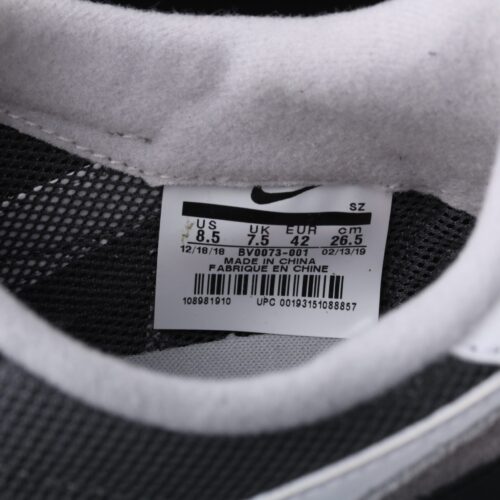 SZ
US UK EUR cm
8.5 7.5 42 26.5
12/18/18 BV0073-001 02/13/19
MADE IN CHINA
FABRIQUE EN CHINE
108981910 UPC 00193151088857